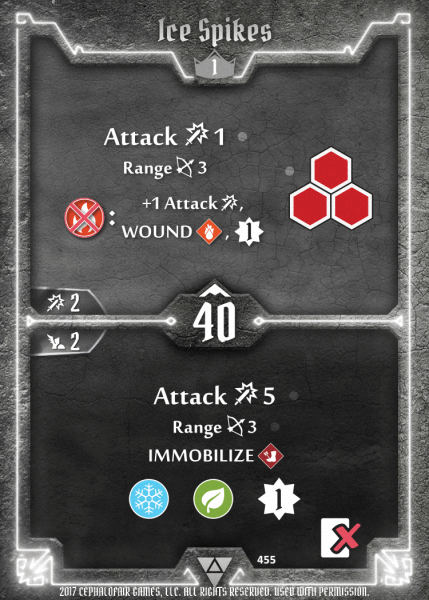 Ice Spikes
1
Attack 1
Range 3
: +1 Attack ,
WOUND , 1
2
40
2
Attack 5
Range 3
IMMOBILIZE
1
455
2017 CEPHALOFAIR GAMES, LLC. ALL RIGHTS RESERVED. USED WITH PERMISSION.